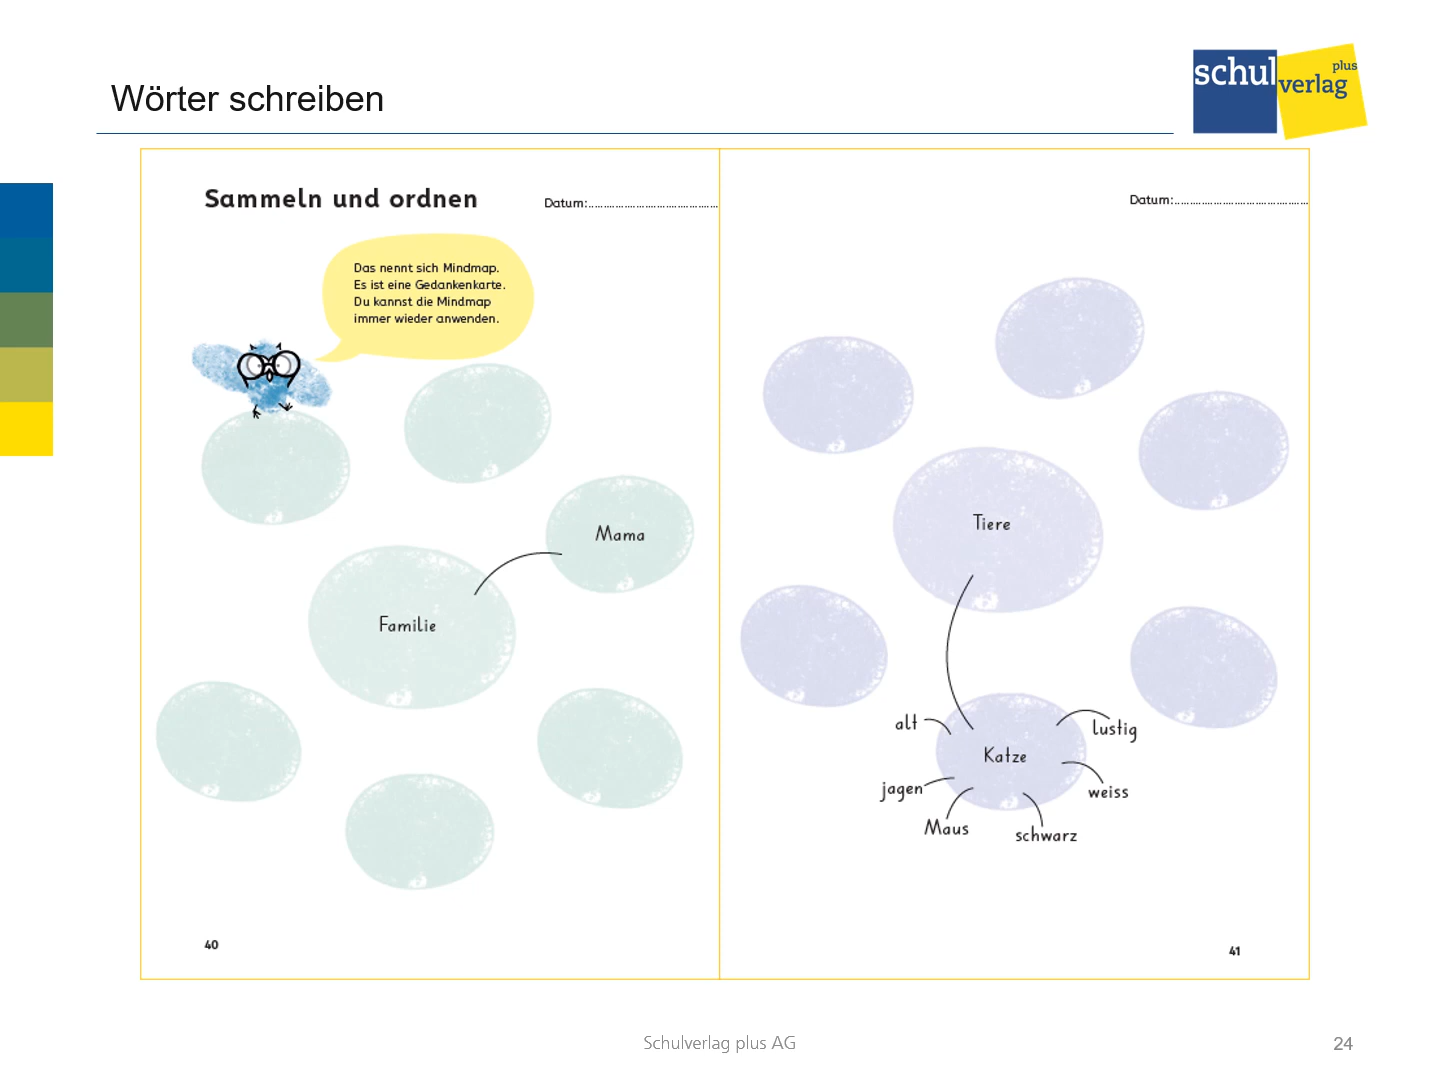 Wörter schreiben
schul
plus
verlag
Sammeln und ordnen
Datum:............................................
Das nennt sich Mindmap.
Es ist eine Gedankenkarte.
Du kannst die Mindmap
immer wieder anwenden.
Mama
Familie
40
Datum:............................................
Tiere
alt
lustig
Katze
jagen
weiss
Maus
schwarz
41
Schulverlag plus AG
24